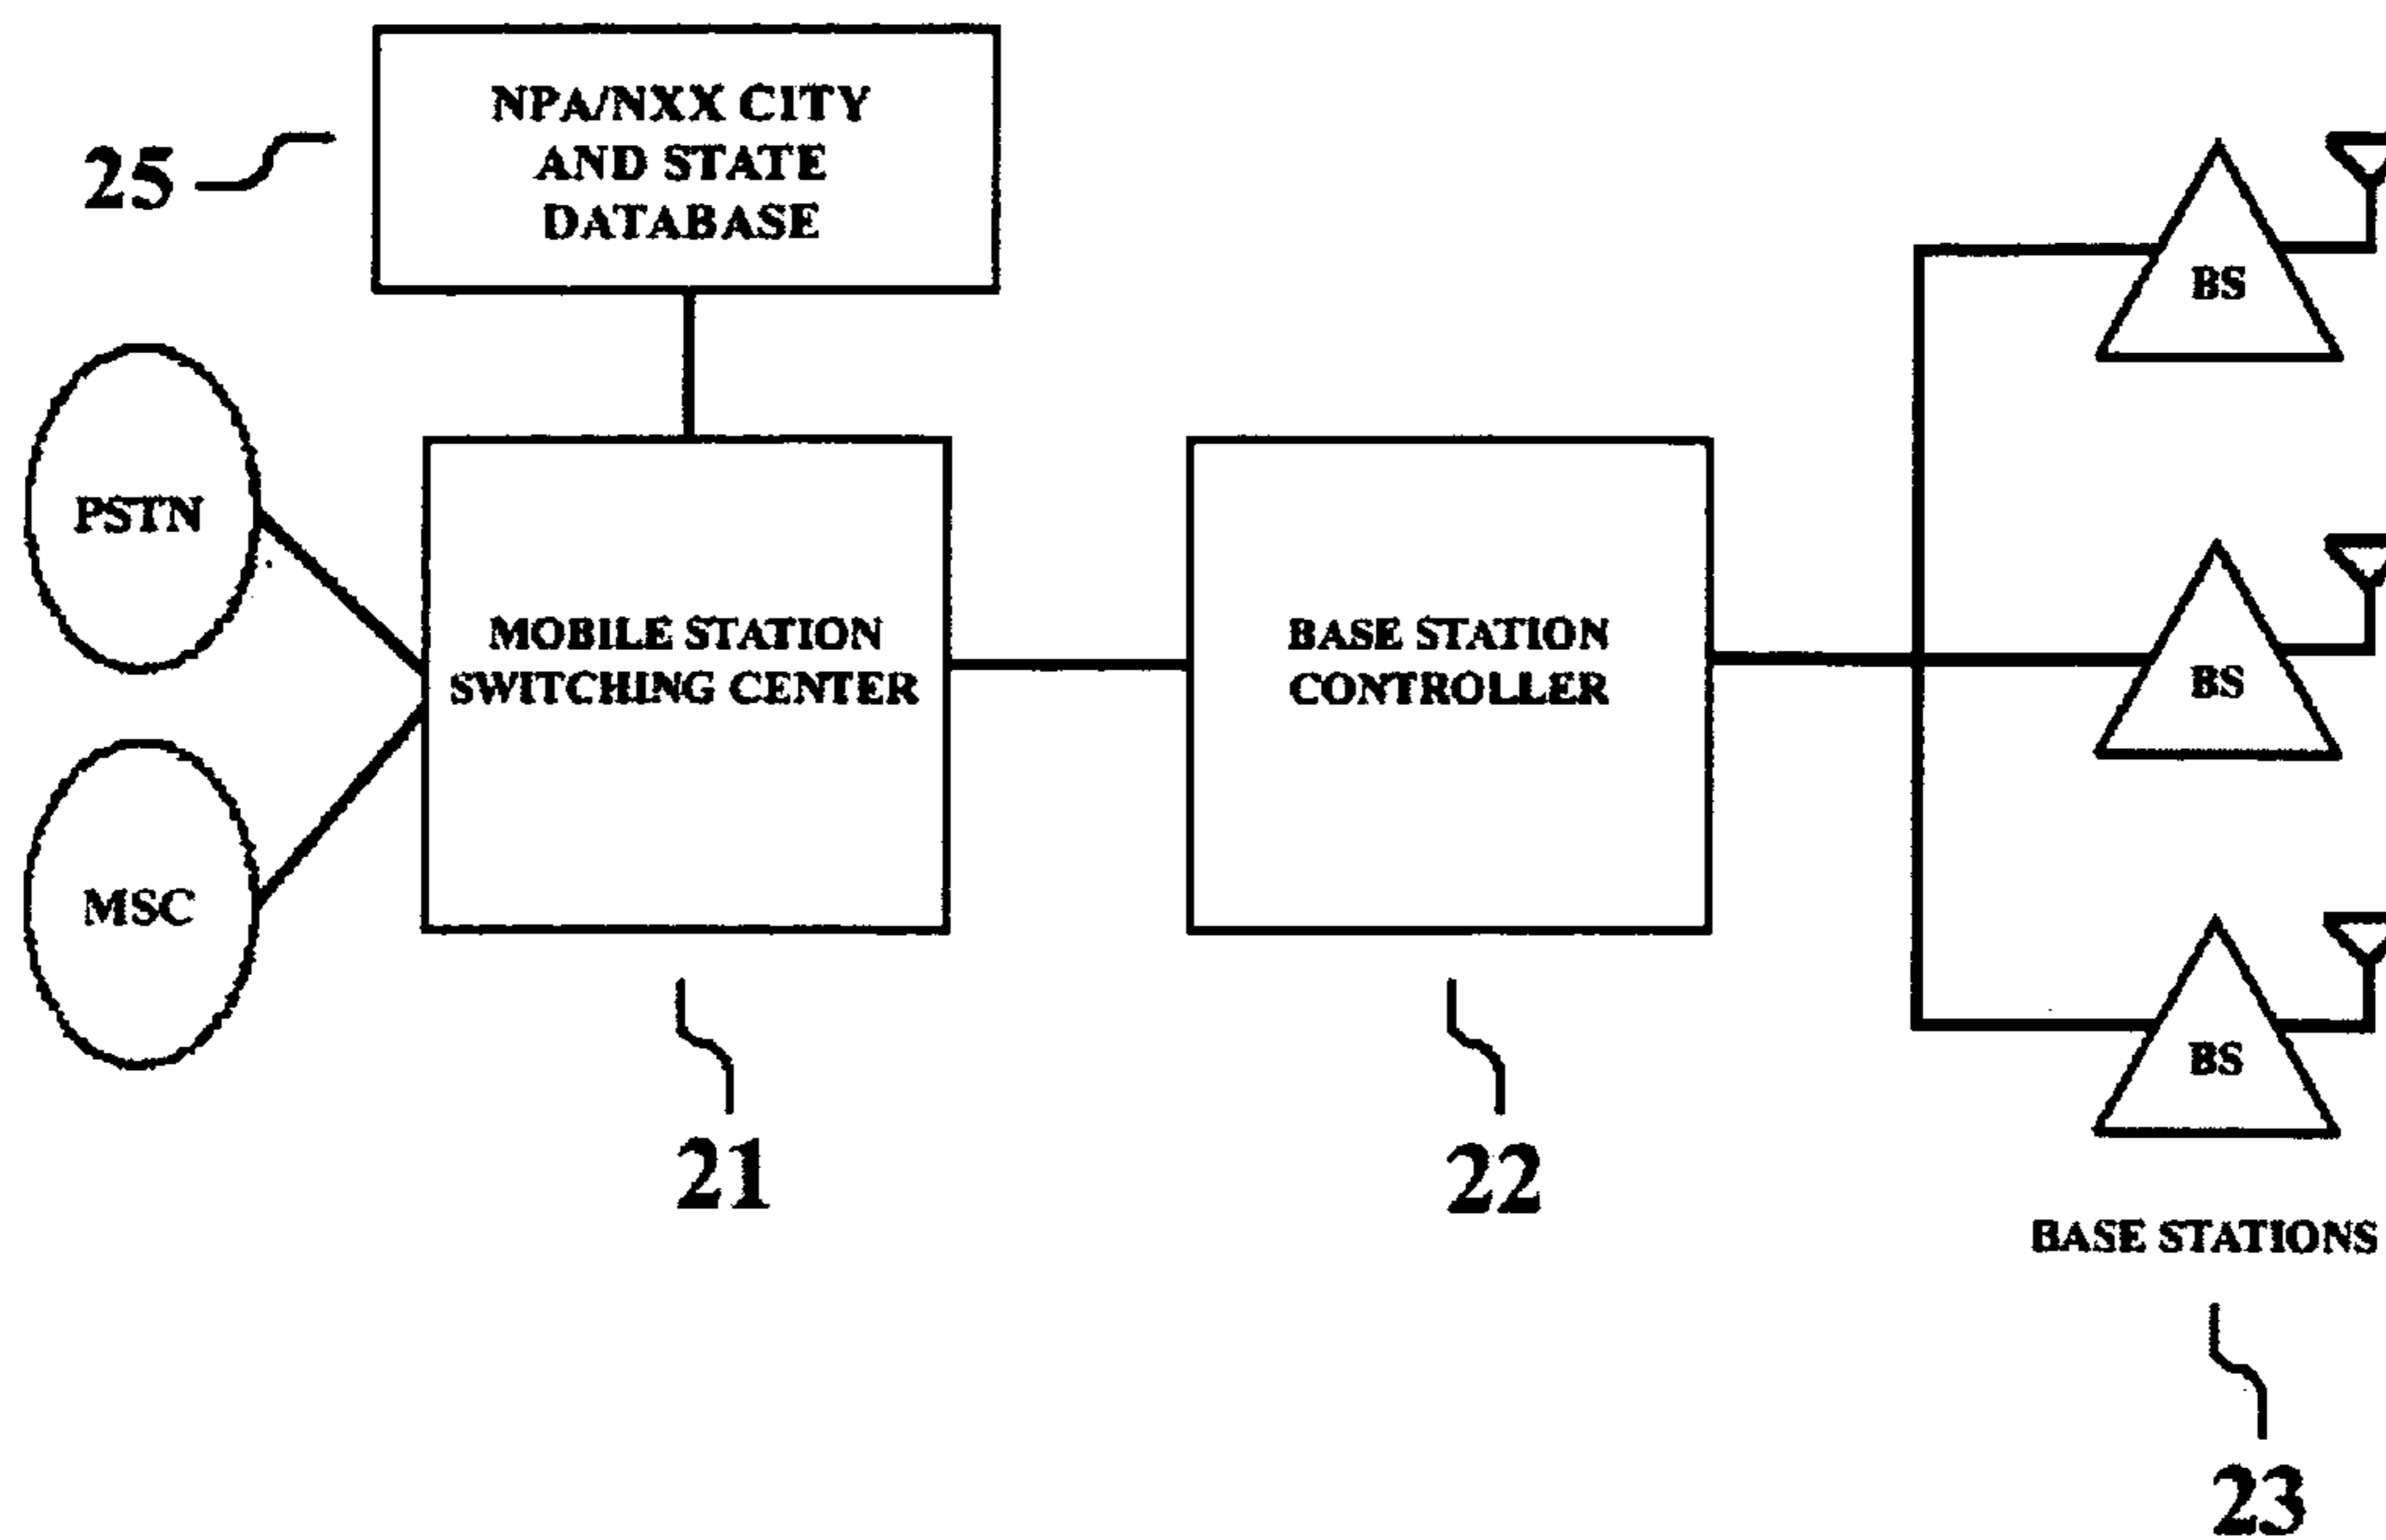 NPA/NXX CITY
AND STATE
DATABASE
25
PSTN
MSC
MOBILE STATION
SWITCHING CENTER
21
BASE STATION
CONTROLLER
22
BS
BS
BS
BASE STATIONS
23